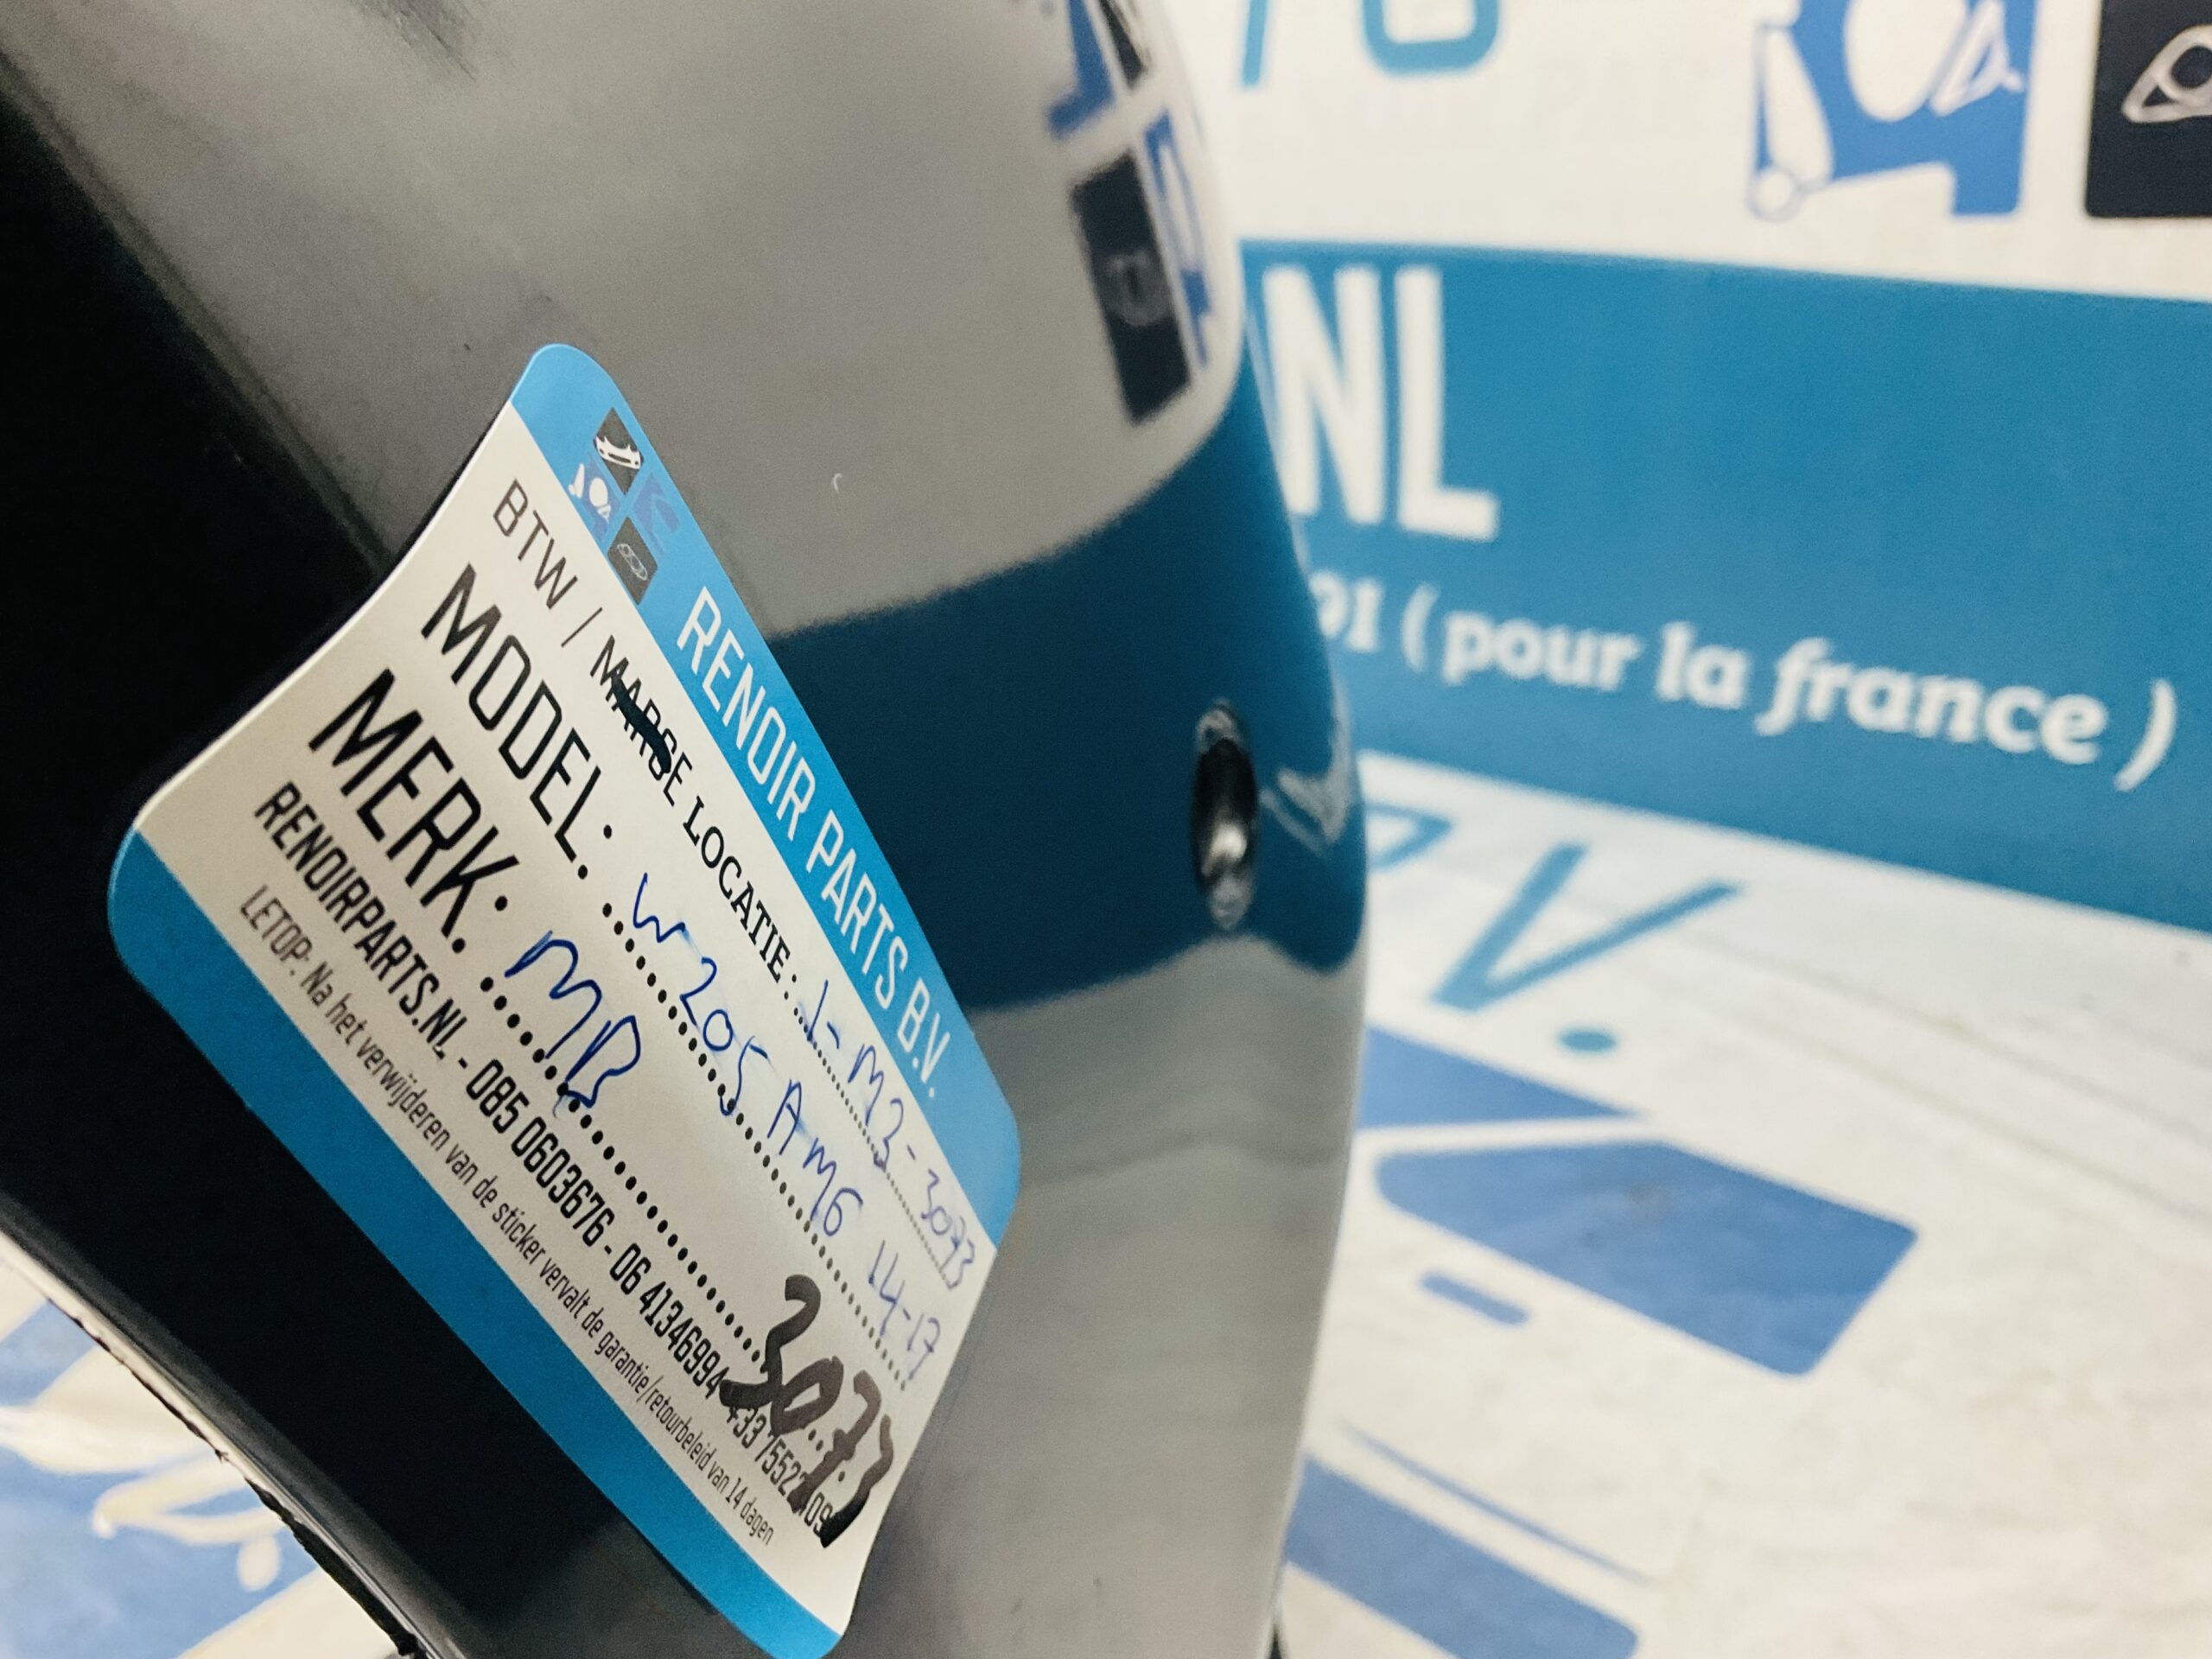 RENOIR PARTS B.V.
BTW / MARGE LOCATIE: 1-M3-3073
MODEL: W205 AMG 14-17
MERK: MB
3073
RENOIRPARTS.NL - 085 0603676 - 06 41346994
LETOP: Na het verwijderen van de sticker vervalt de garantie/retourbeleid van 14 dagen
NL
( pour la france )
V.